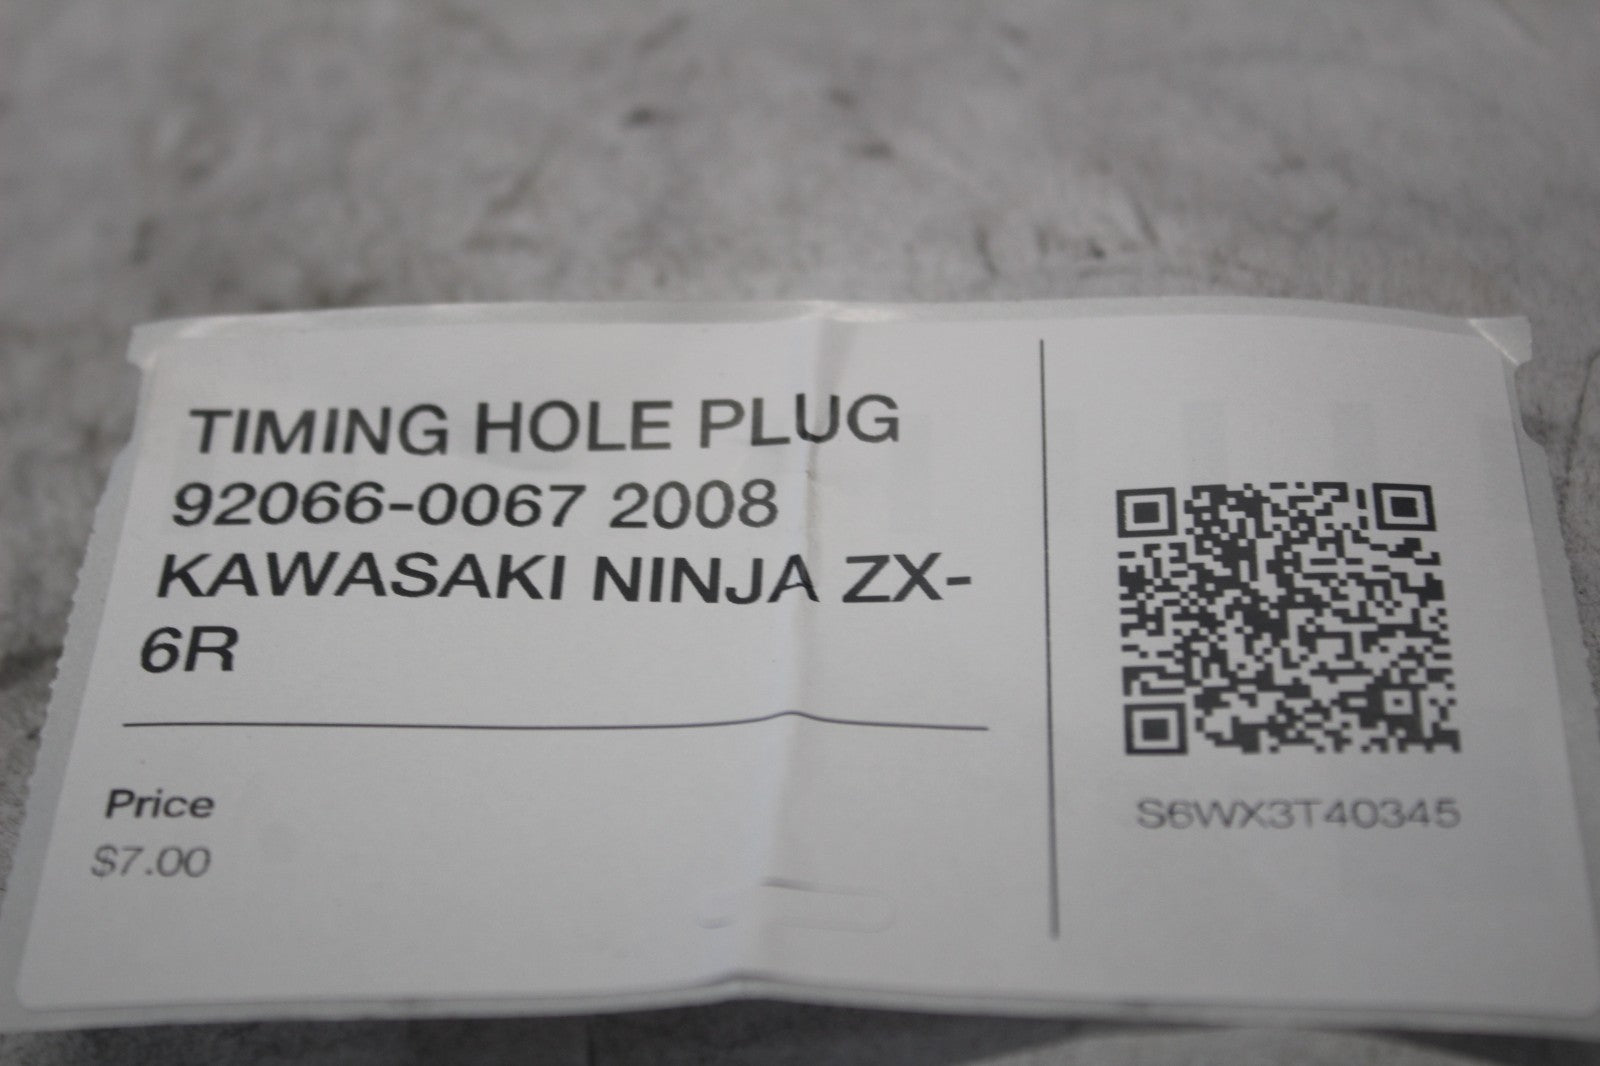 TIMING HOLE PLUG
92066-0067 2008
KAWASAKI NINJA ZX-
6R
Price
$7.00
S6WX3T40345